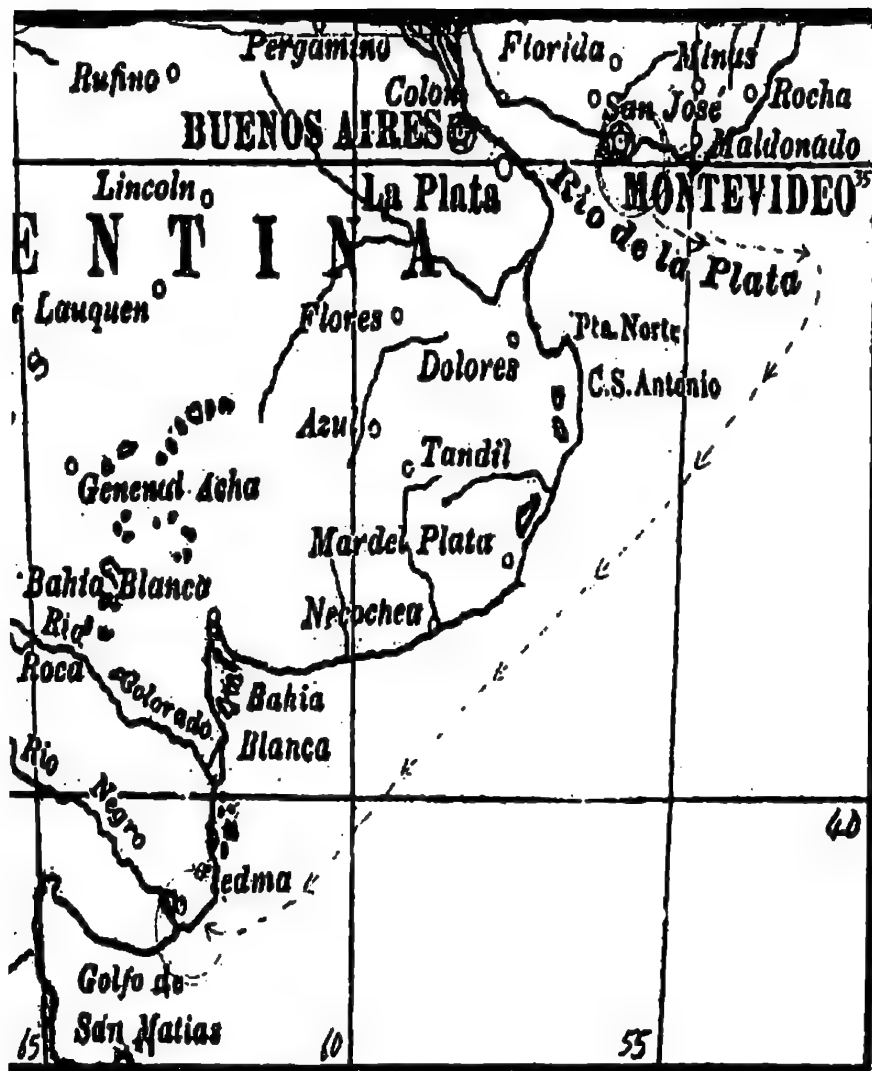 Pergamino
Florida
Minus
Rufino
Colon
San José
Rocha
BUENOS AIRES
Maldonado
Lincoln
La Plata
MONTEVIDEO
35
Rio de la Plata
ENTINA
Lauquen
Flores
Pta. Norte
Dolores
C.S. Antonio
Azul
Tandil
General Acha
Mar del Plata
Bahia Blanca
Necochea
Rio
Roca
Colorado
Bahia
Blanca
Rio
Negro
40
iedma
Golfo de
San Matias
65
60
55